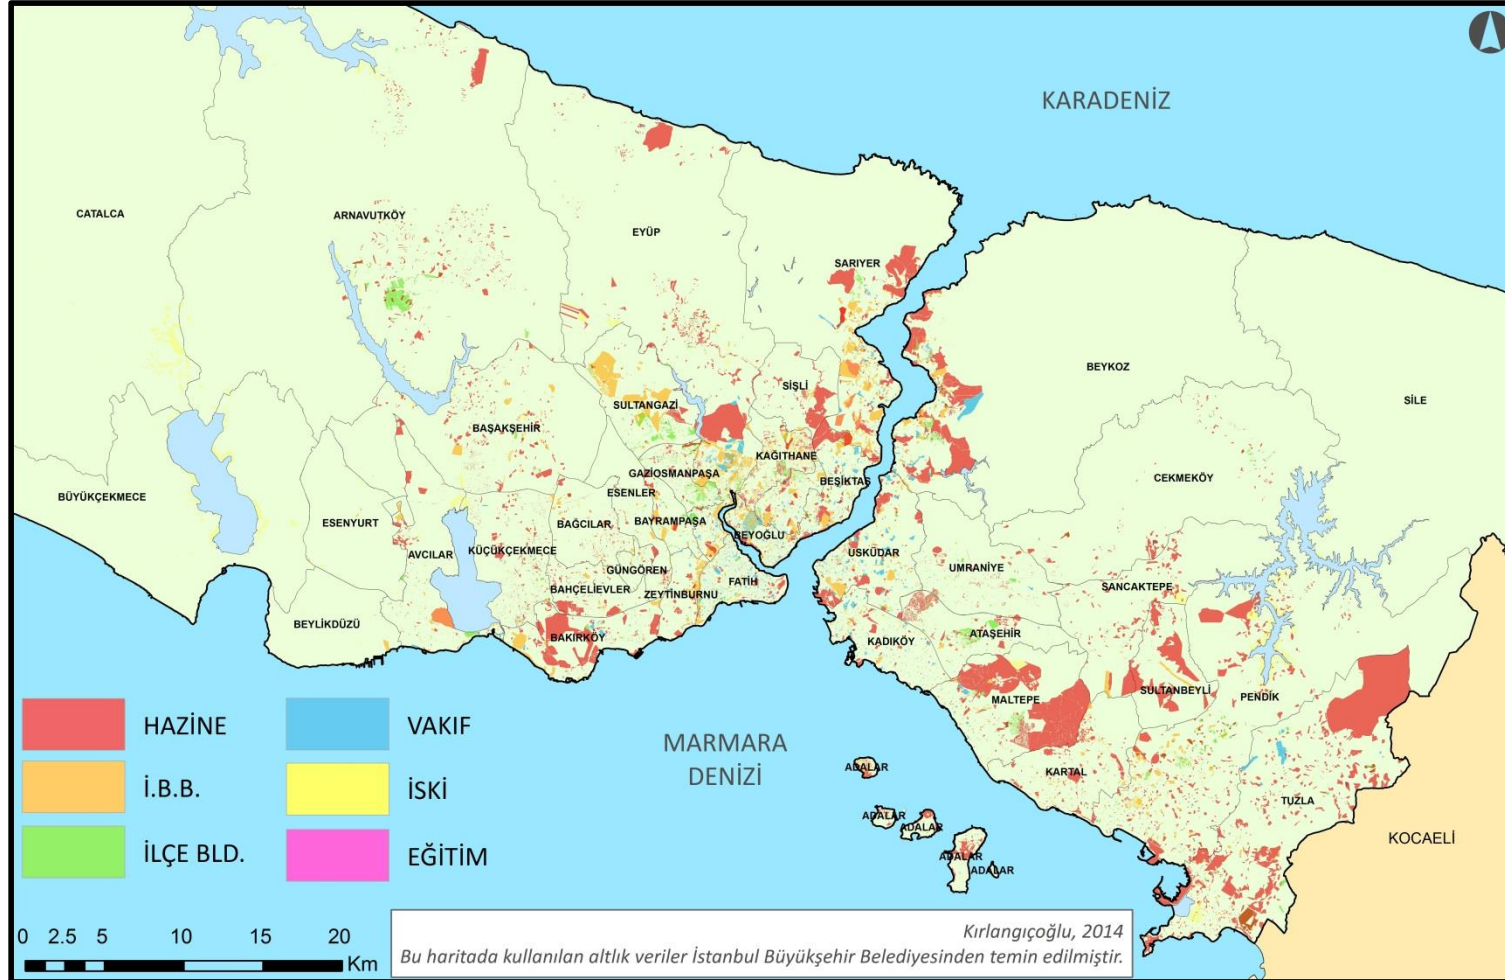 KARADENİZ
CATALCA
ARNAVUTKÖY
EYÜP
SARIYER
BEYKOZ
SİLE
SİŞLİ
SULTANGAZİ
BAŞAKŞEHİR
KAĞITHANE
GAZİOSMANPAŞA
BEŞİKTAŞ
CEKMEKÖY
BÜYÜKÇEKMECE
ESENLER
ESENYURT
BAĞCILAR
BAYRAMPAŞA
BEYOĞLU
AVCILAR
KÜÇÜKÇEKMECE
USKÜDAR
UMRANİYE
GÜNGÖREN
FATİH
SANCAKTEPE
BAHÇELİEVLER
ZEYTİNBURNU
BEYLİKDÜZÜ
BAKIRKÖY
KADIKÖY
ATAŞEHİR
MALTEPE
SULTANBEYLİ
PENDİK
KARTAL
TUZLA
MARMARA
DENİZİ
ADALAR
ADALAR
ADALAR
ADALAR
ADALAR
KOCAELİ
HAZİNE
VAKIF
İ.B.B.
İSKİ
İLÇE BLD.
EĞİTİM
0 2.5 5 10 15 20
Km
Kırlangıçoğlu, 2014
Bu haritada kullanılan altlık veriler İstanbul Büyükşehir Belediyesinden temin edilmiştir.